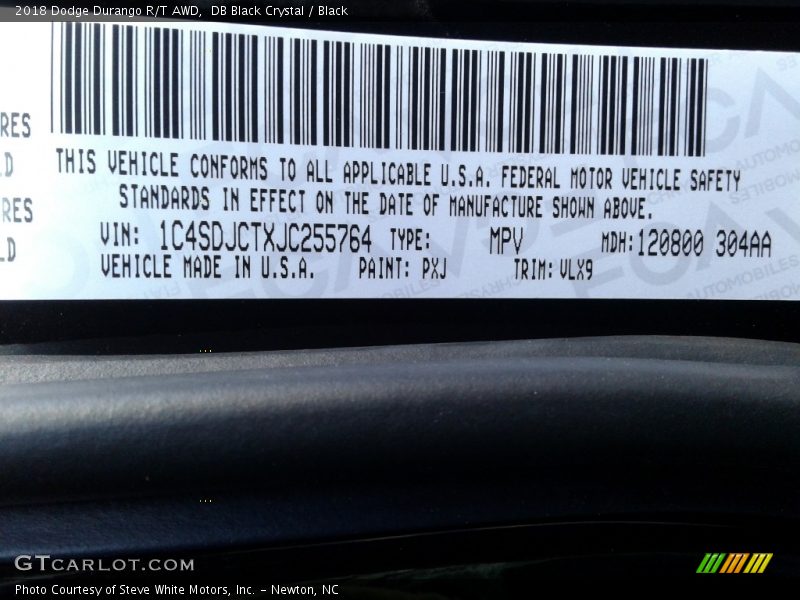 2018 Dodge Durango R/T AWD,  DB Black Crystal / Black
RES
D
RES
LD
THIS VEHICLE CONFORMS TO ALL APPLICABLE U.S.A. FEDERAL MOTOR VEHICLE SAFETY
STANDARDS IN EFFECT ON THE DATE OF MANUFACTURE SHOWN ABOVE.
VIN: 1C4SDJCTXJC255764 TYPE: MPV MDH:120800 304AA
VEHICLE MADE IN U.S.A. PAINT: PXJ TRIM: VLX9
GTCARLOT.COM
Photo Courtesy of Steve White Motors, Inc. – Newton, NC